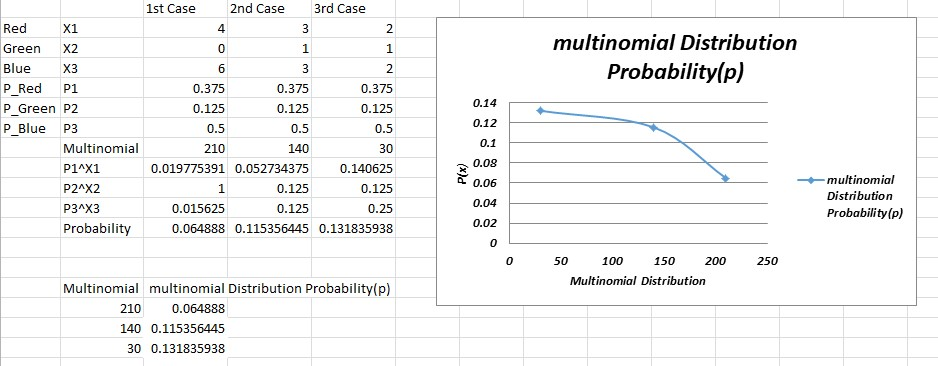 1st Case 2nd Case 3rd Case
Red X1 4 3 2
Green X2 0 1 1
Blue X3 6 3 2
P_Red P1 0.375 0.375 0.375
P_Green P2 0.125 0.125 0.125
P_Blue P3 0.5 0.5 0.5
Multinomial 210 140 30
P1^X1 0.019775391 0.052734375 0.140625
P2^X2 1 0.125 0.125
P3^X3 0.015625 0.125 0.25
Probability 0.064888 0.115356445 0.131835938
Multinomial multinomial Distribution Probability(p)
210 0.064888
140 0.115356445
30 0.131835938
multinomial Distribution
Probability(p)
0.14
0.12
0.1
0.08
0.06
0.04
0.02
0
P(x)
0 50 100 150 200 250
Multinomial Distribution
multinomial
Distribution
Probability(p)